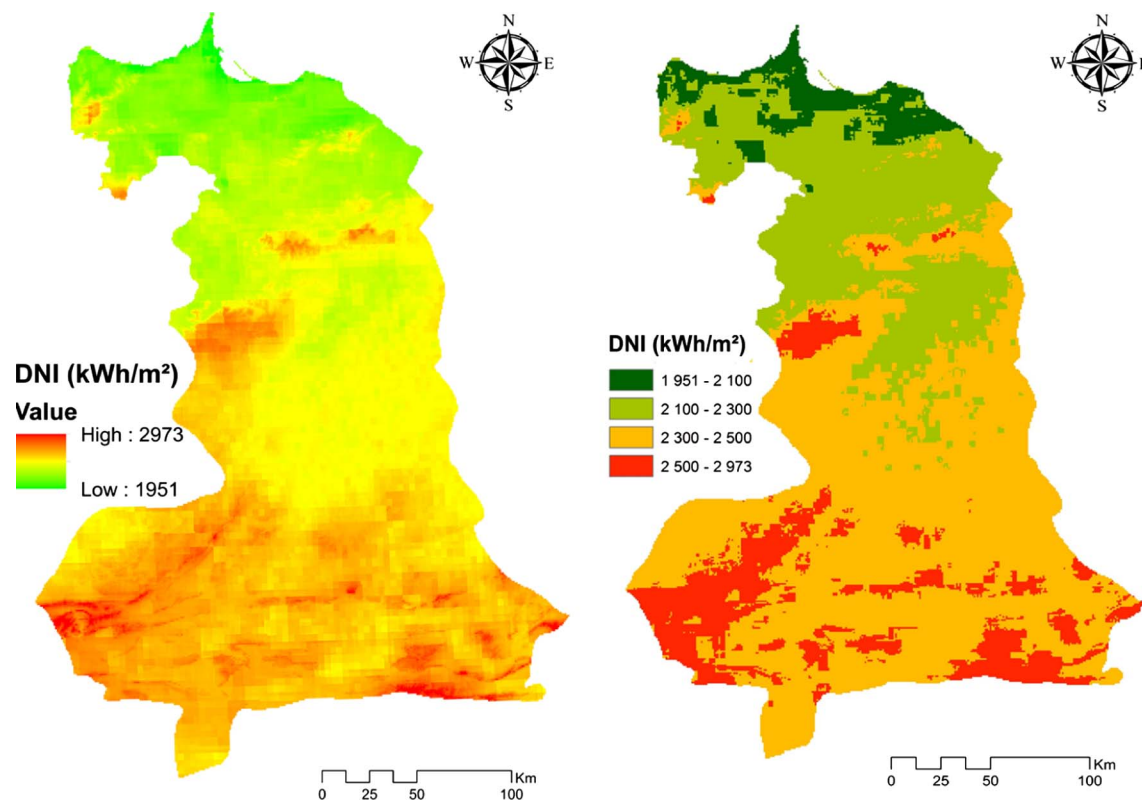 N
W E
S
DNI (kWh/m²)
Value
High : 2973
Low : 1951
Km
0 25 50 100
N
W E
S
DNI (kWh/m²)
1 951 - 2 100
2 100 - 2 300
2 300 - 2 500
2 500 - 2 973
Km
0 25 50 100